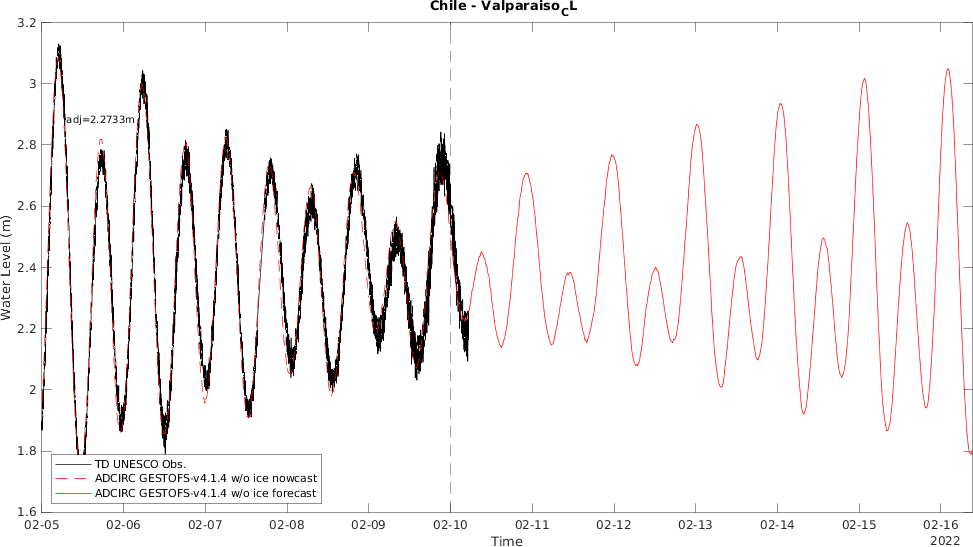 Chile - Valparaiso_CL
Water Level (m)
3.2
3
2.8
2.6
2.4
2.2
2
1.8
1.6
adj=2.2733m
TD UNESCO Obs.
ADCIRC GESTOFS-v4.1.4 w/o ice nowcast
ADCIRC GESTOFS-v4.1.4 w/o ice forecast
02-05 02-06 02-07 02-08 02-09 02-10 02-11 02-12 02-13 02-14 02-15 02-16
Time
2022